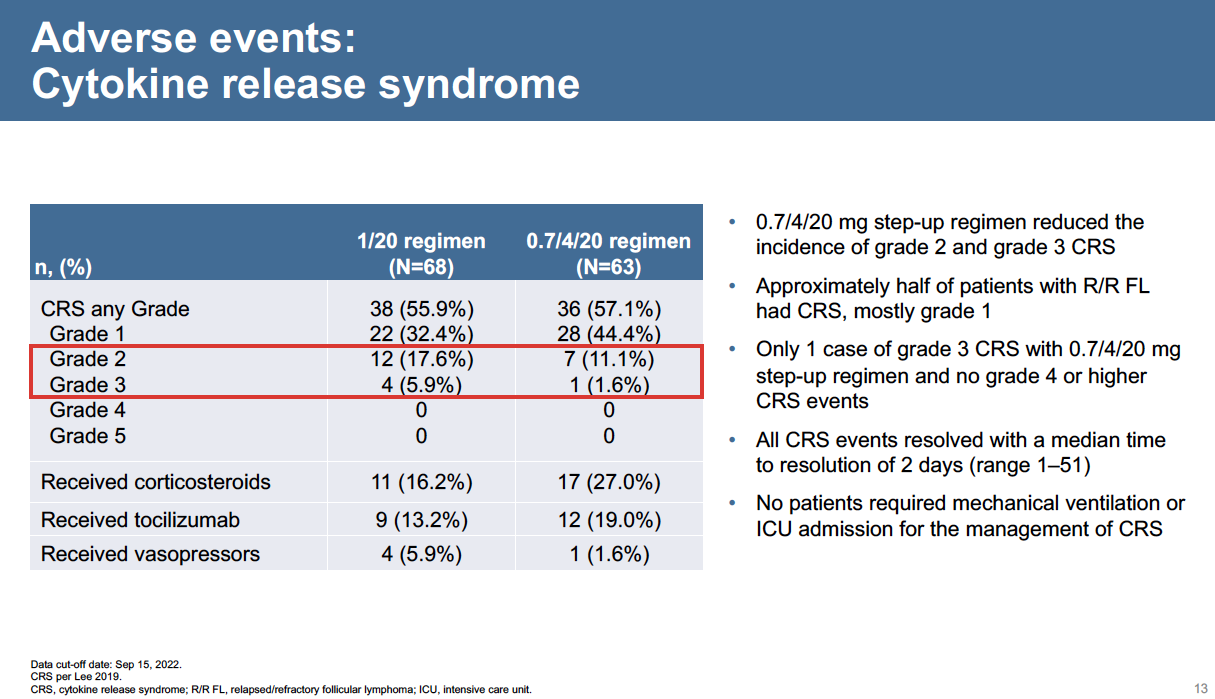 Adverse events:
Cytokine release syndrome
n, (%)
1/20 regimen
(N=68)
0.7/4/20 regimen
(N=63)
CRS any Grade 38 (55.9%) 36 (57.1%)
Grade 1 22 (32.4%) 28 (44.4%)
Grade 2 12 (17.6%) 7 (11.1%)
Grade 3 4 (5.9%) 1 (1.6%)
Grade 4 0 0
Grade 5 0 0
Received corticosteroids 11 (16.2%) 17 (27.0%)
Received tocilizumab 9 (13.2%) 12 (19.0%)
Received vasopressors 4 (5.9%) 1 (1.6%)
• 0.7/4/20 mg step-up regimen reduced the
incidence of grade 2 and grade 3 CRS
• Approximately half of patients with R/R FL
had CRS, mostly grade 1
• Only 1 case of grade 3 CRS with 0.7/4/20 mg
step-up regimen and no grade 4 or higher
CRS events
• All CRS events resolved with a median time
to resolution of 2 days (range 1–51)
• No patients required mechanical ventilation or
ICU admission for the management of CRS
Data cut-off date: Sep 15, 2022.
CRS per Lee 2019.
CRS, cytokine release syndrome; R/R FL, relapsed/refractory follicular lymphoma; ICU, intensive care unit.
13